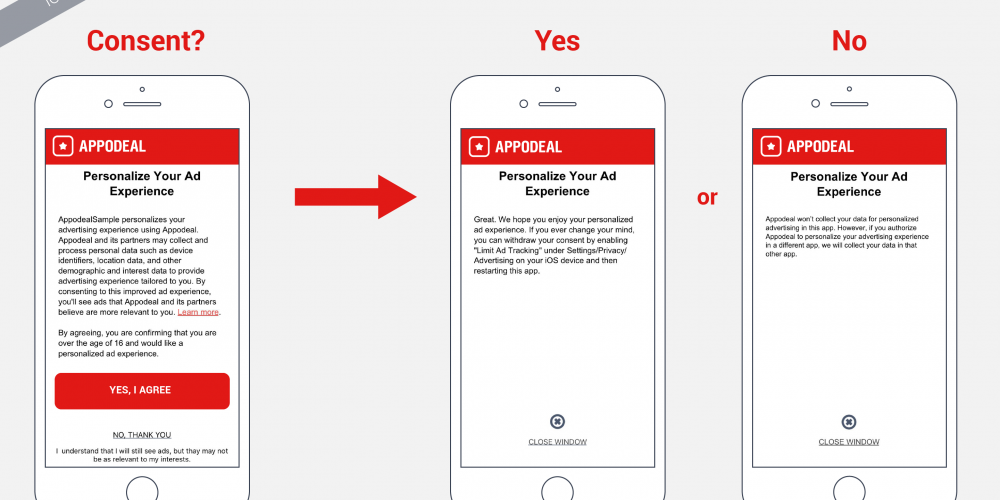 Consent?
Yes
No
APPODEAL
Personalize Your Ad
Experience
AppodealSample personalizes your
advertising experience using Appodeal.
Appodeal and its partners may collect and
process personal data such as device
identifiers, location data, and other
demographic and interest data to provide
advertising experience tailored to you. By
consenting to this improved ad experience,
you'll see ads that Appodeal and its partners
believe are more relevant to you. Learn more.
By agreeing, you are confirming that you are
over the age of 16 and would like a
personalized ad experience.
YES, I AGREE
NO, THANK YOU
I understand that I will still see ads, but thay may not
be as relevant to my interests.
APPODEAL
Personalize Your Ad
Experience
Great. We hope you enjoy your personalized
ad experience. If you ever change your mind,
you can withdraw your consent by enabling
"Limit Ad Tracking" under Settings/Privacy/
Advertising on your iOS device and then
restarting this app.
CLOSE WINDOW
or
APPODEAL
Personalize Your Ad
Experience
Appodeal won't collect your data for personalized
advertising in this app. However, if you authorize
Appodeal to personalize your advertising experience
in a different app, we will collect your data in that
other app.
CLOSE WINDOW